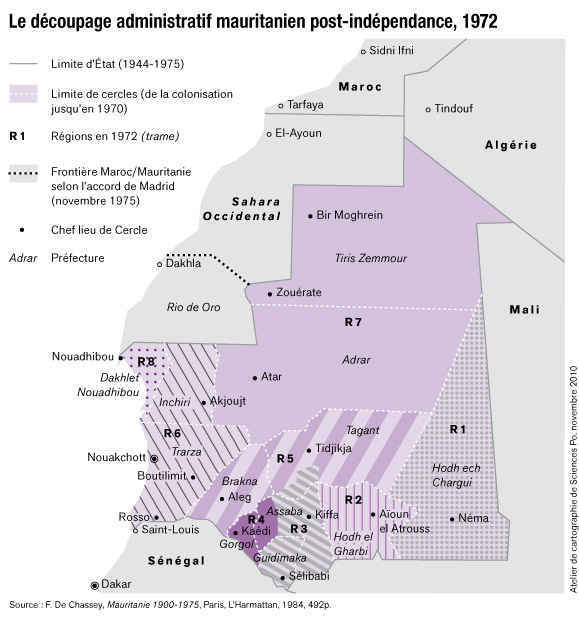 Le découpage administratif mauritanien post-indépendance, 1972
Limite d'État (1944-1975)
Limite de cercles (de la colonisation
jusqu'en 1970)
R 1 Régions en 1972 (trame)
Frontière Maroc/Mauritanie
selon l'accord de Madrid
(novembre 1975)
Chef lieu de Cercle
Adrar Préfecture
Sidni Ifni
Maroc
Tarfaya
Tindouf
El-Ayoun
Algérie
Sahara
Occidental
Bir Moghrein
Tiris Zemmour
Dakhla
Zouérate
Rio de Oro
Mali
R 7
Nouadhibou
R8
Adrar
Dakhlet
Nouadhibou
Atar
Inchiri
Akjoujt
R 6
Trarza
Tagant
R 1
Nouakchott
R 5
Tidjikja
Boutilimit
Brakna
Hodh ech
Chargui
Aleg
R 2
Rosso
R4
Assaba
Kiffa
Aïoun
el Atrouss
Néma
Saint-Louis
Kaédi
R 3
Gorgol
Hodh el
Gharbi
Guidimaka
Sénégal
Sélibabi
Dakar
Atelier de cartographie de Sciences Po, novembre 2010
Source : F. De Chassey, Mauritanie 1900-1975, Paris, L'Harmattan, 1984, 492p.